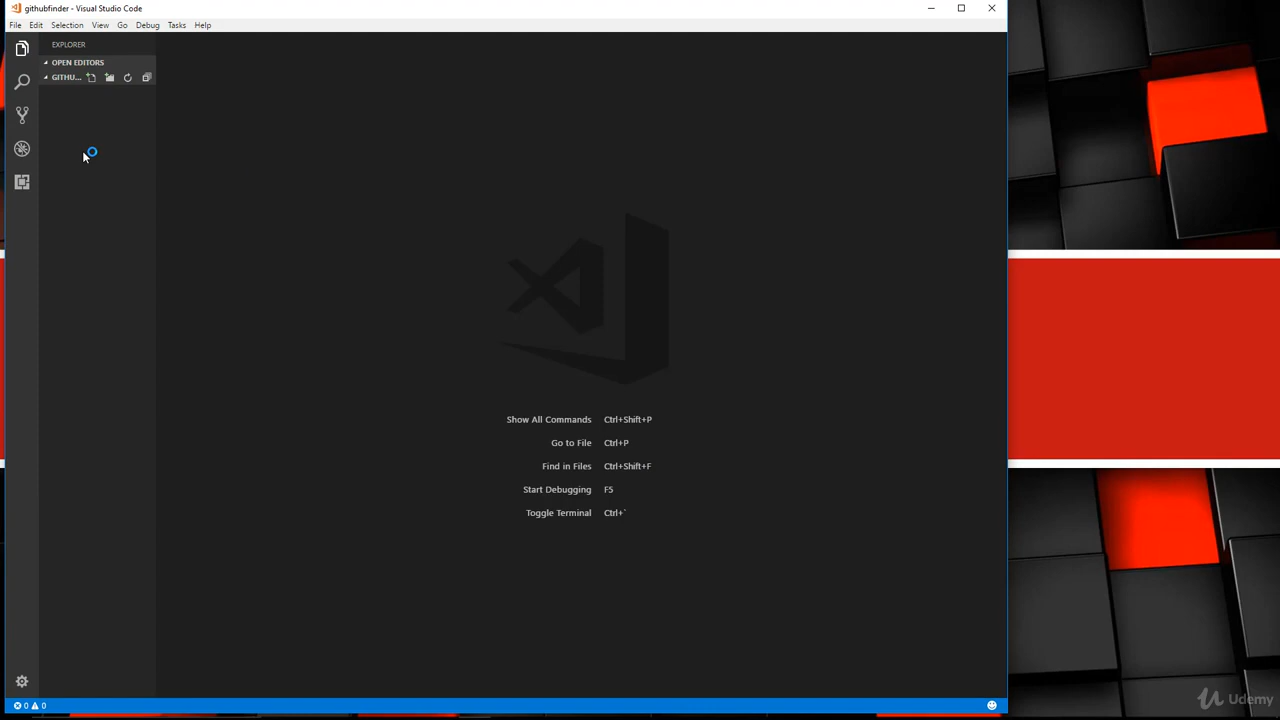 githubfinder - Visual Studio Code
File Edit Selection View Go Debug Tasks Help
EXPLORER
OPEN EDITORS
GITHU...
Show All Commands Ctrl+Shift+P
Go to File Ctrl+P
Find in Files Ctrl+Shift+F
Start Debugging F5
Toggle Terminal Ctrl+`
0 0
Udemy